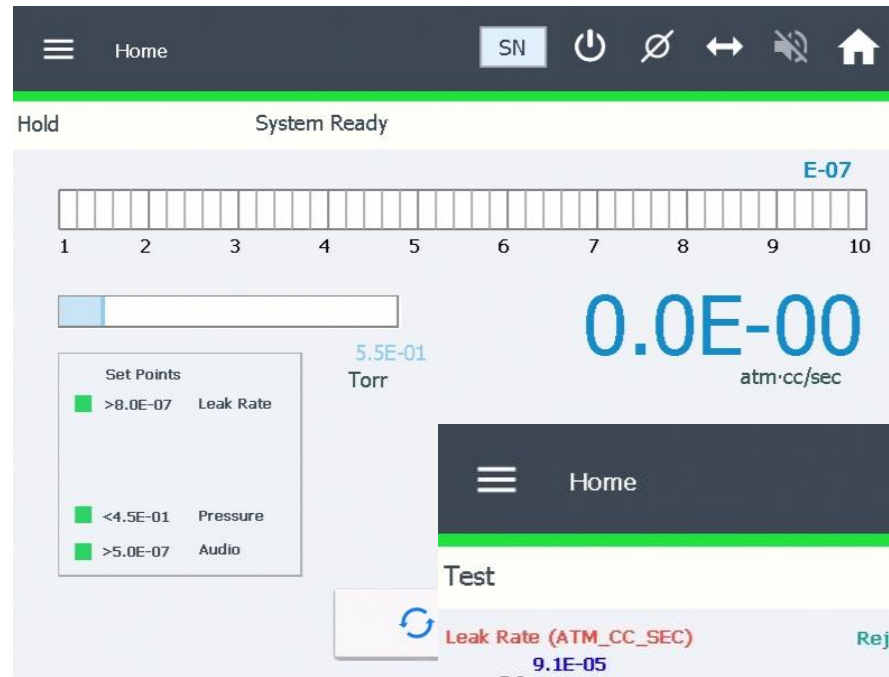 Home SN
Hold System Ready
E-07
1 2 3 4 5 6 7 8 9 10
0.0E-00
5.5E-01
Torr
atm·cc/sec
Set Points
>8.0E-07 Leak Rate
<4.5E-01 Pressure
>5.0E-07 Audio
Home
Test
Leak Rate (ATM_CC_SEC) Rej
9.1E-05